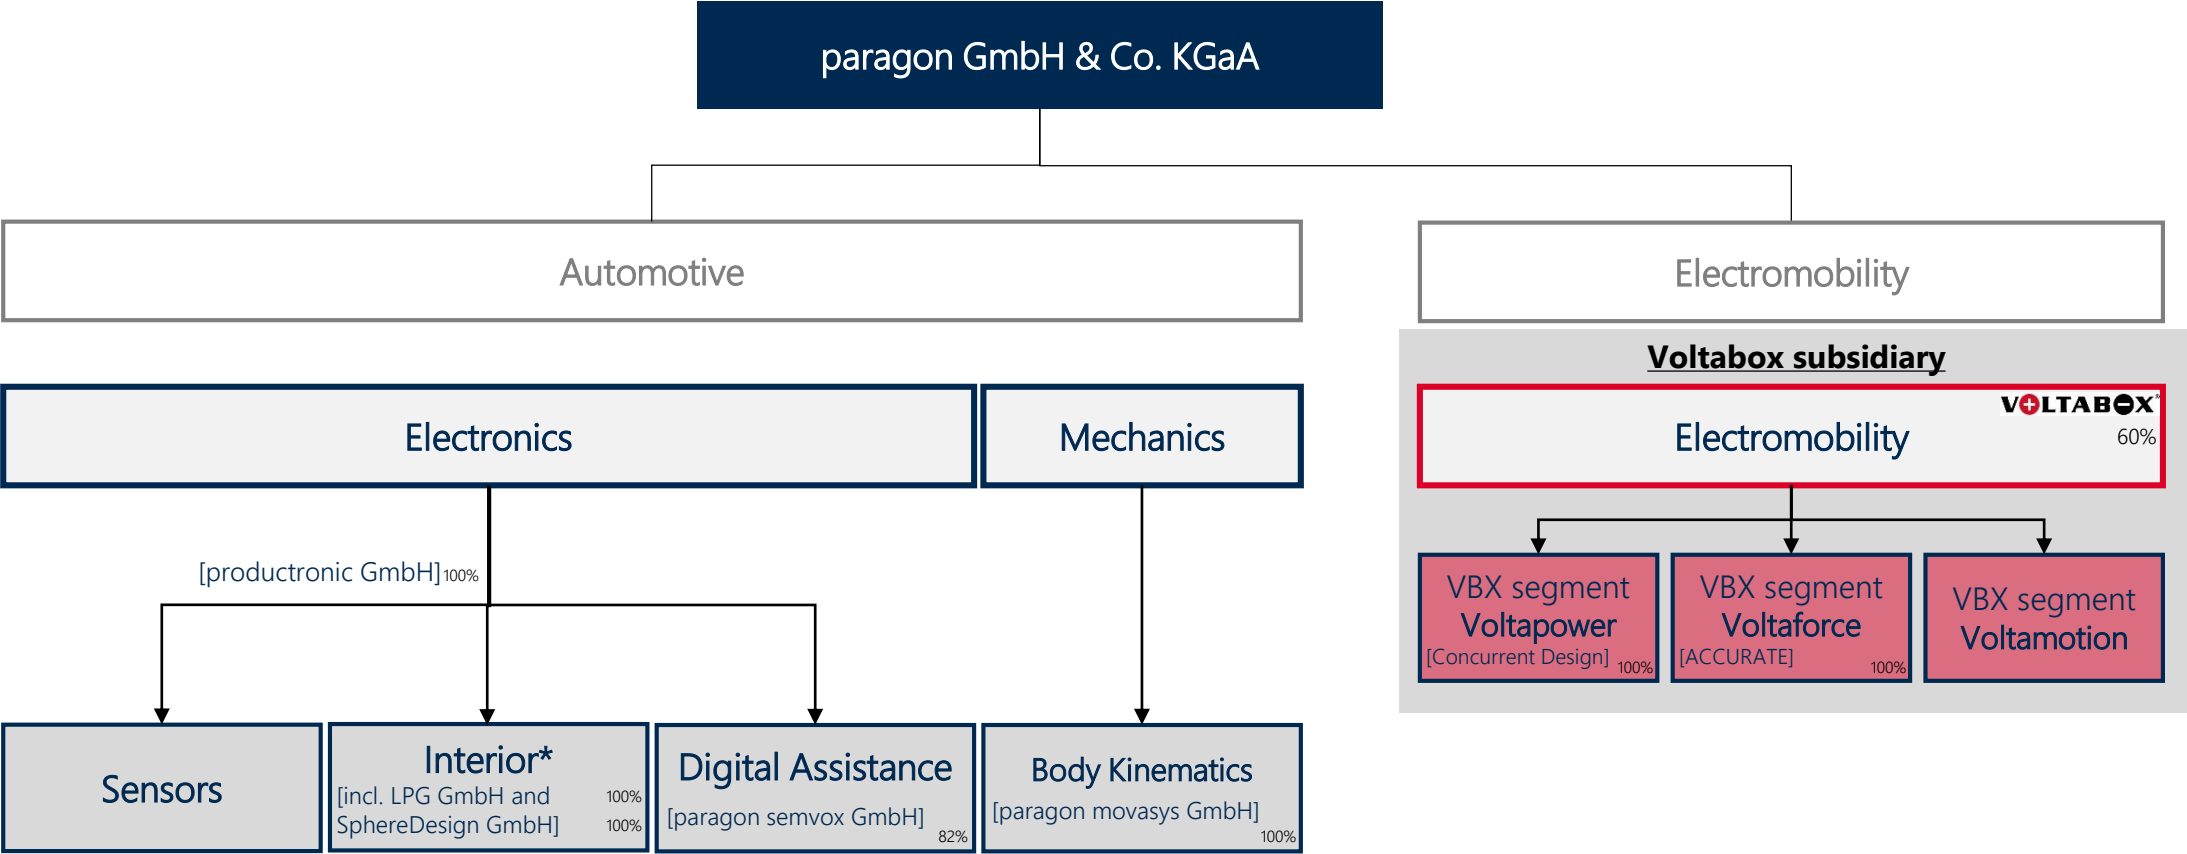 paragon GmbH & Co. KGaA
Automotive
Electromobility
Voltabox subsidiary
Electronics
Mechanics
VOLTABOX®
Electromobility
60%
[productronic GmbH] 100%
VBX segment
Voltapower
[Concurrent Design] 100%
VBX segment
Voltaforce
[ACCURATE] 100%
VBX segment
Voltamotion
Sensors
Interior*
[incl. LPG GmbH and 100%
SphereDesign GmbH] 100%
Digital Assistance
[paragon semvox GmbH]
82%
Body Kinematics
[paragon movasys GmbH]
100%